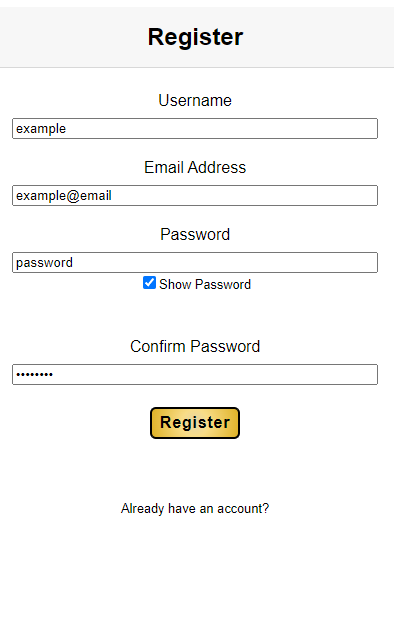 Register
Username
example
Email Address
example@email
Password
password
Show Password
Confirm Password
••••••••
Register
Already have an account?